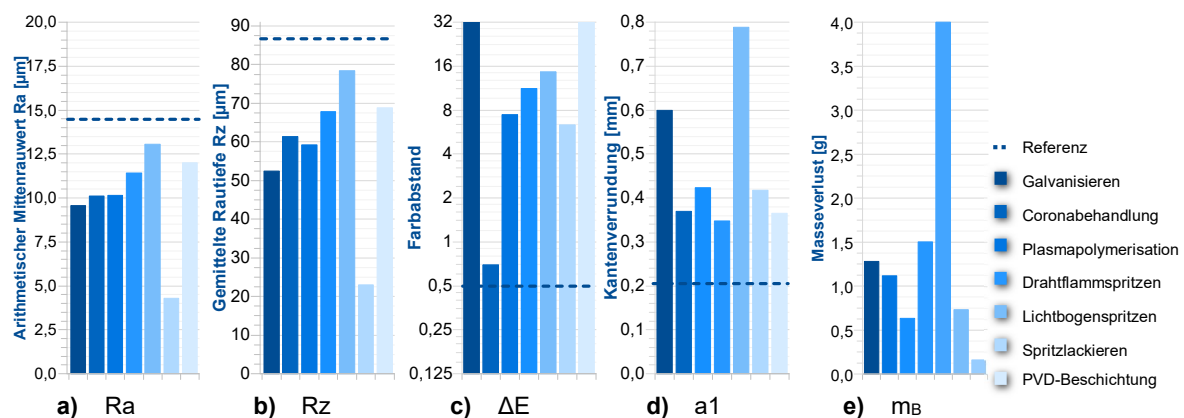 Arithmetischer Mittenrauwert Ra [µm]
20,0
17,5
15,0
12,5
10,0
7,5
5,0
2,5
0,0
a) Ra
Gemittelte Rautiefe Rz [µm]
90
80
70
60
50
40
30
20
10
0
b) Rz
Farbabstand
32
16
8
4
2
1
0.5
0,25
0,125
c) ΔE
Kantenverrundung [mm]
0,8
0,7
0,6
0,5
0,4
0,3
0,2
0,1
0,0
d) a1
Masseverlust [g]
4,0
3,5
3,0
2,5
2,0
1,5
1,0
0,5
0,0
e) mB
Referenz
Galvanisieren
Coronabehandlung
Plasmapolymerisation
Drahtflammspritzen
Lichtbogenspritzen
Spritzlackieren
PVD-Beschichtung